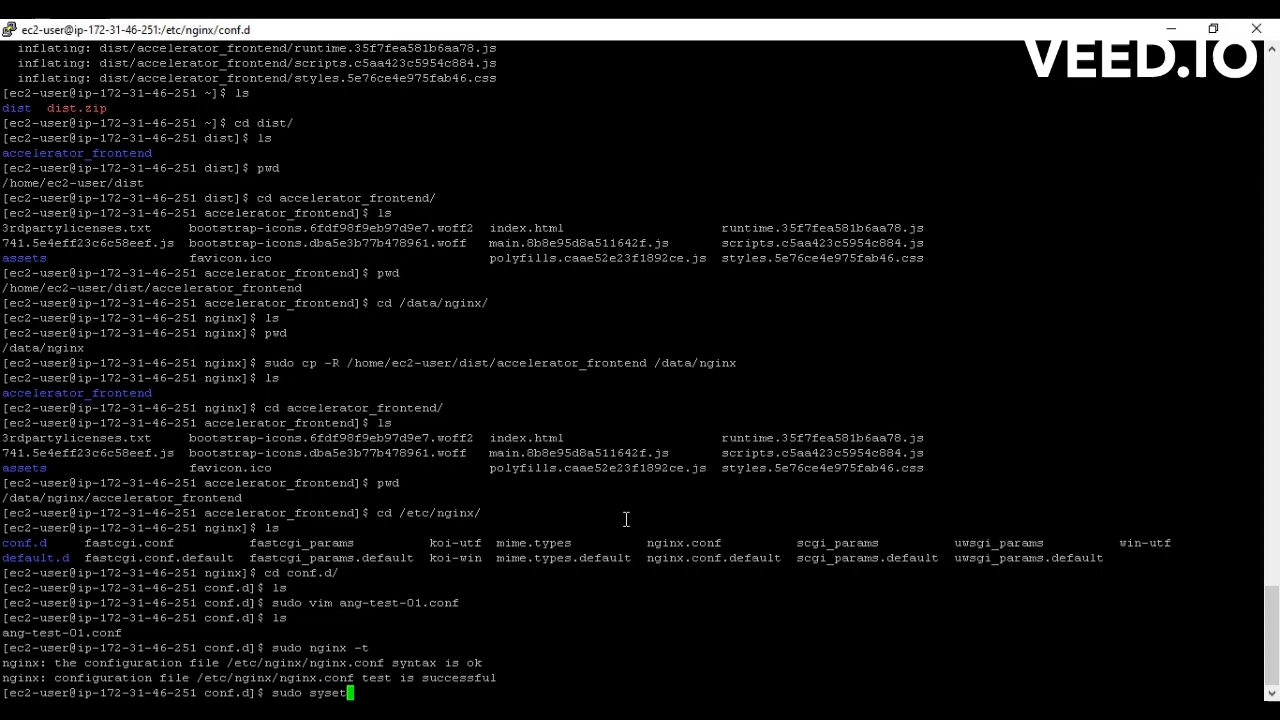 ec2-user@ip-172-31-46-251:/etc/nginx/conf.d
VEED.IO
inflating: dist/accelerator_frontend/runtime.35f7fea581b6aa78.js
inflating: dist/accelerator_frontend/scripts.c5aa423c5954c884.js
inflating: dist/accelerator_frontend/styles.5e76ce4e975fab46.css
[ec2-user@ip-172-31-46-251 ~]$ ls
dist  dist.zip
[ec2-user@ip-172-31-46-251 ~]$ cd dist/
[ec2-user@ip-172-31-46-251 dist]$ ls
accelerator_frontend
[ec2-user@ip-172-31-46-251 dist]$ pwd
/home/ec2-user/dist
[ec2-user@ip-172-31-46-251 dist]$ cd accelerator_frontend/
[ec2-user@ip-172-31-46-251 accelerator_frontend]$ ls
3rdpartylicenses.txt  bootstrap-icons.6fdf98f9eb97d9e7.woff2  index.html  runtime.35f7fea581b6aa78.js
741.5e4eff23c6c58eef.js  bootstrap-icons.dba5e3b77b478961.woff  main.8b8e95d8a511642f.js  scripts.c5aa423c5954c884.js
assets  favicon.ico  polyfills.caae52e23f1892ce.js  styles.5e76ce4e975fab46.css
[ec2-user@ip-172-31-46-251 accelerator_frontend]$ pwd
/home/ec2-user/dist/accelerator_frontend
[ec2-user@ip-172-31-46-251 accelerator_frontend]$ cd /data/nginx/
[ec2-user@ip-172-31-46-251 nginx]$ ls
[ec2-user@ip-172-31-46-251 nginx]$ pwd
/data/nginx
[ec2-user@ip-172-31-46-251 nginx]$ sudo cp -R /home/ec2-user/dist/accelerator_frontend /data/nginx
[ec2-user@ip-172-31-46-251 nginx]$ ls
accelerator_frontend
[ec2-user@ip-172-31-46-251 nginx]$ cd accelerator_frontend/
[ec2-user@ip-172-31-46-251 accelerator_frontend]$ ls
3rdpartylicenses.txt  bootstrap-icons.6fdf98f9eb97d9e7.woff2  index.html  runtime.35f7fea581b6aa78.js
741.5e4eff23c6c58eef.js  bootstrap-icons.dba5e3b77b478961.woff  main.8b8e95d8a511642f.js  scripts.c5aa423c5954c884.js
assets  favicon.ico  polyfills.caae52e23f1892ce.js  styles.5e76ce4e975fab46.css
[ec2-user@ip-172-31-46-251 accelerator_frontend]$ pwd
/data/nginx/accelerator_frontend
[ec2-user@ip-172-31-46-251 accelerator_frontend]$ cd /etc/nginx/
[ec2-user@ip-172-31-46-251 nginx]$ ls
conf.d  fastcgi.conf  fastcgi_params  koi-utf  mime.types  nginx.conf  scgi_params  uwsgi_params  win-utf
default.d  fastcgi.conf.default  fastcgi_params.default  koi-win  mime.types.default  nginx.conf.default  scgi_params.default  uwsgi_params.default
[ec2-user@ip-172-31-46-251 nginx]$ cd conf.d/
[ec2-user@ip-172-31-46-251 conf.d]$ ls
[ec2-user@ip-172-31-46-251 conf.d]$ sudo vim ang-test-01.conf
[ec2-user@ip-172-31-46-251 conf.d]$ ls
ang-test-01.conf
[ec2-user@ip-172-31-46-251 conf.d]$ sudo nginx -t
nginx: the configuration file /etc/nginx/nginx.conf syntax is ok
nginx: configuration file /etc/nginx/nginx.conf test is successful
[ec2-user@ip-172-31-46-251 conf.d]$ sudo syset